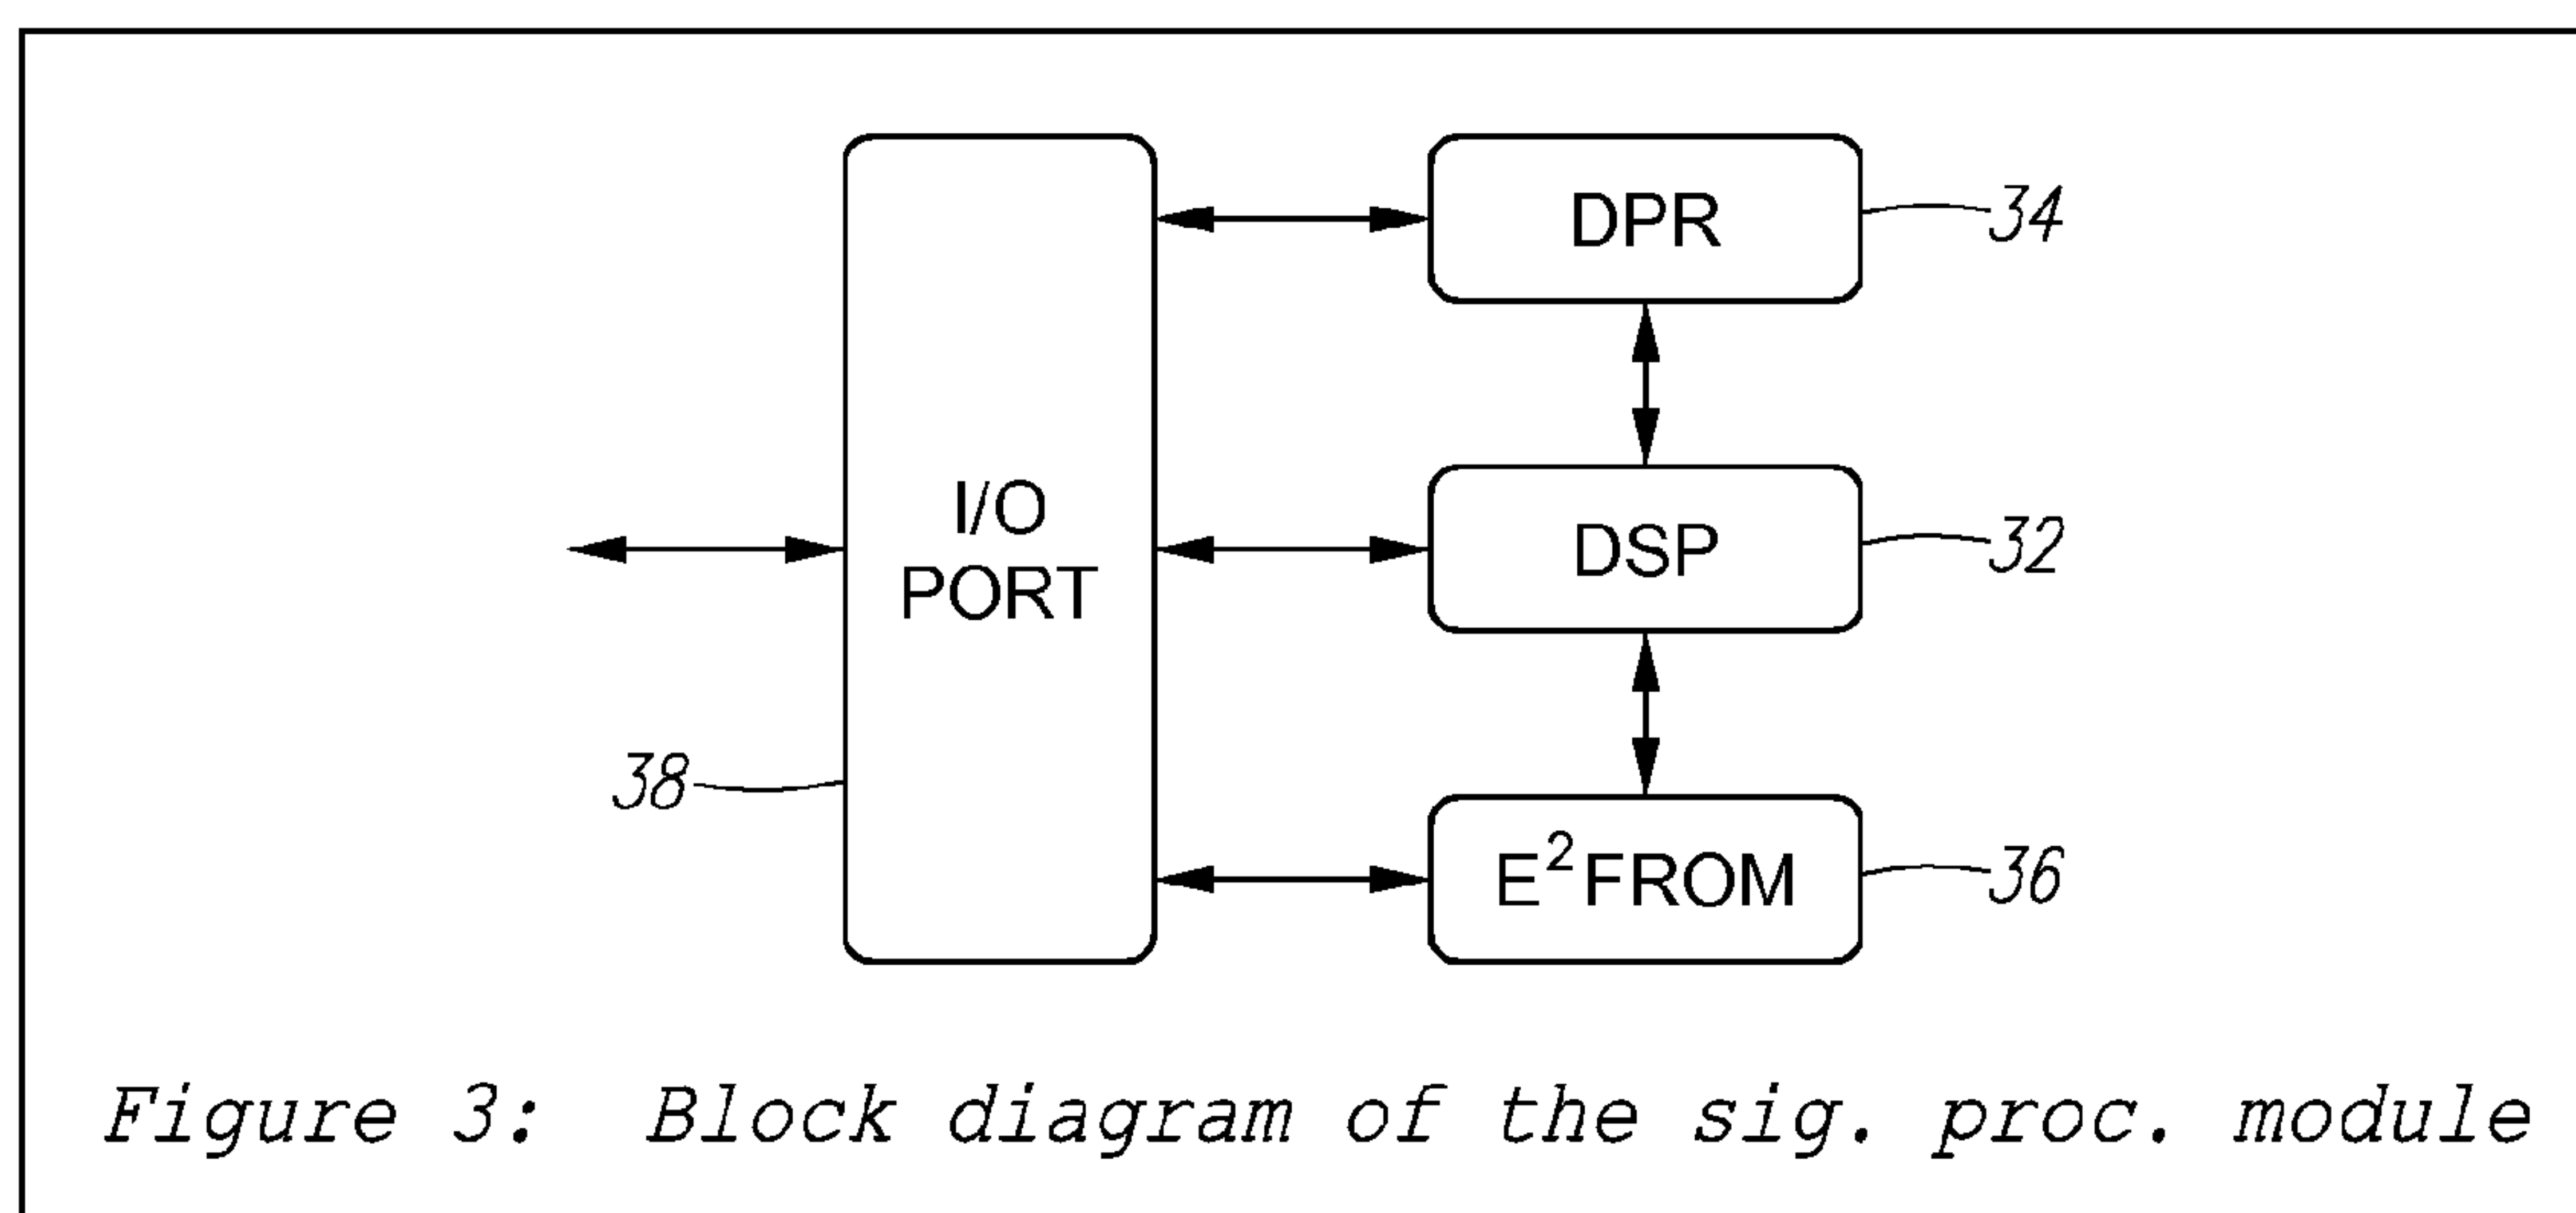 DPR
34
I/O
PORT
DSP
32
38
E²FROM
36
Figure 3: Block diagram of the sig. proc. module